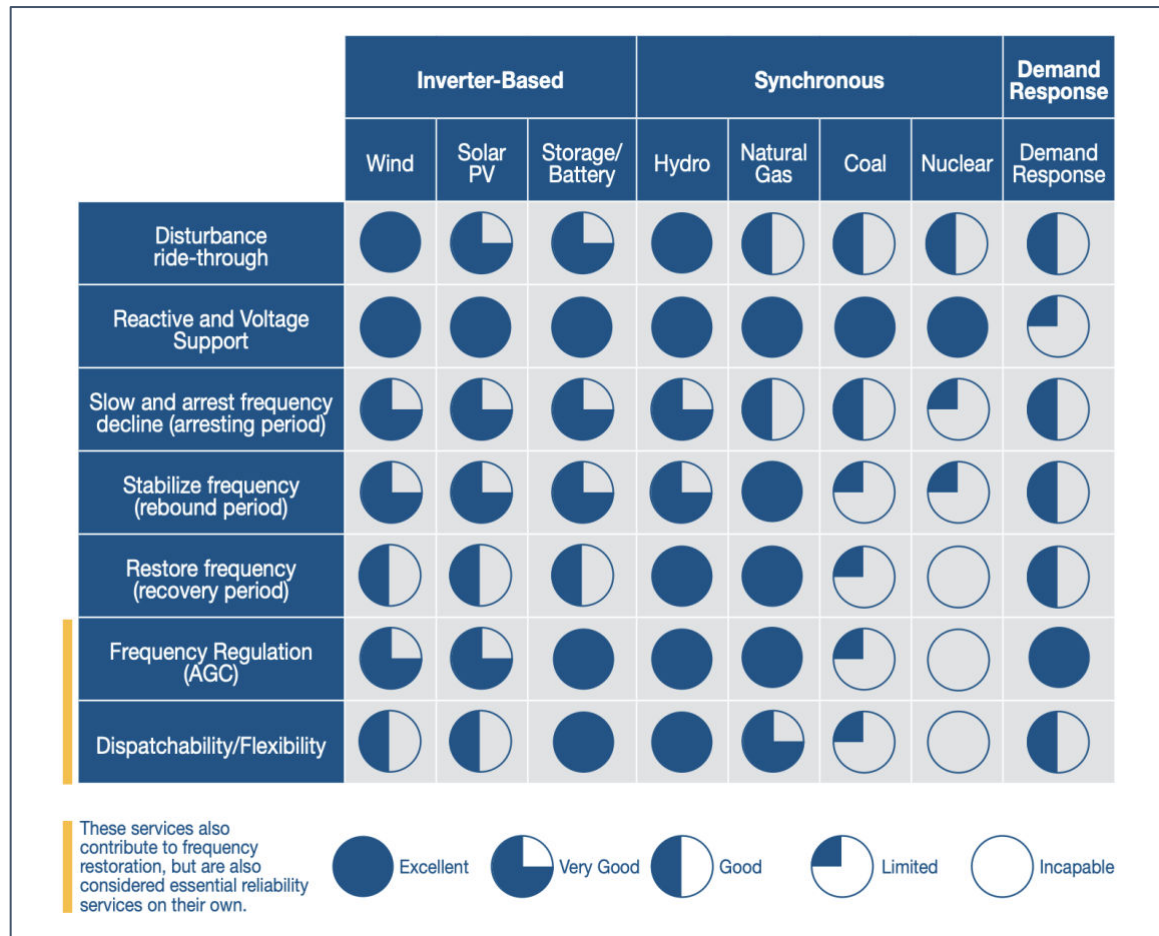 Inverter-Based
Synchronous
Demand
Response
Wind
Solar
PV
Storage/
Battery
Hydro
Natural
Gas
Coal
Nuclear
Demand
Response
Disturbance
ride-through
Reactive and Voltage
Support
Slow and arrest frequency
decline (arresting period)
Stabilize frequency
(rebound period)
Restore frequency
(recovery period)
Frequency Regulation
(AGC)
Dispatchability/Flexibility
These services also
contribute to frequency
restoration, but are also
considered essential reliability
services on their own.
Excellent
Very Good
Good
Limited
Incapable